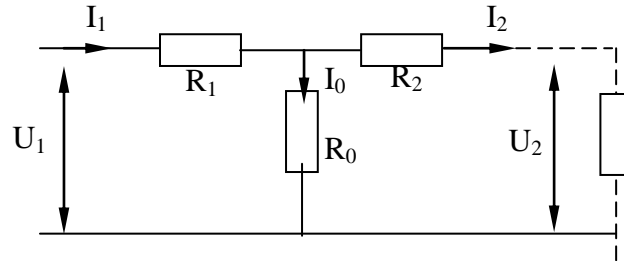 I₁ I₂
R₁ I₀ R₂
U₁ R₀ U₂